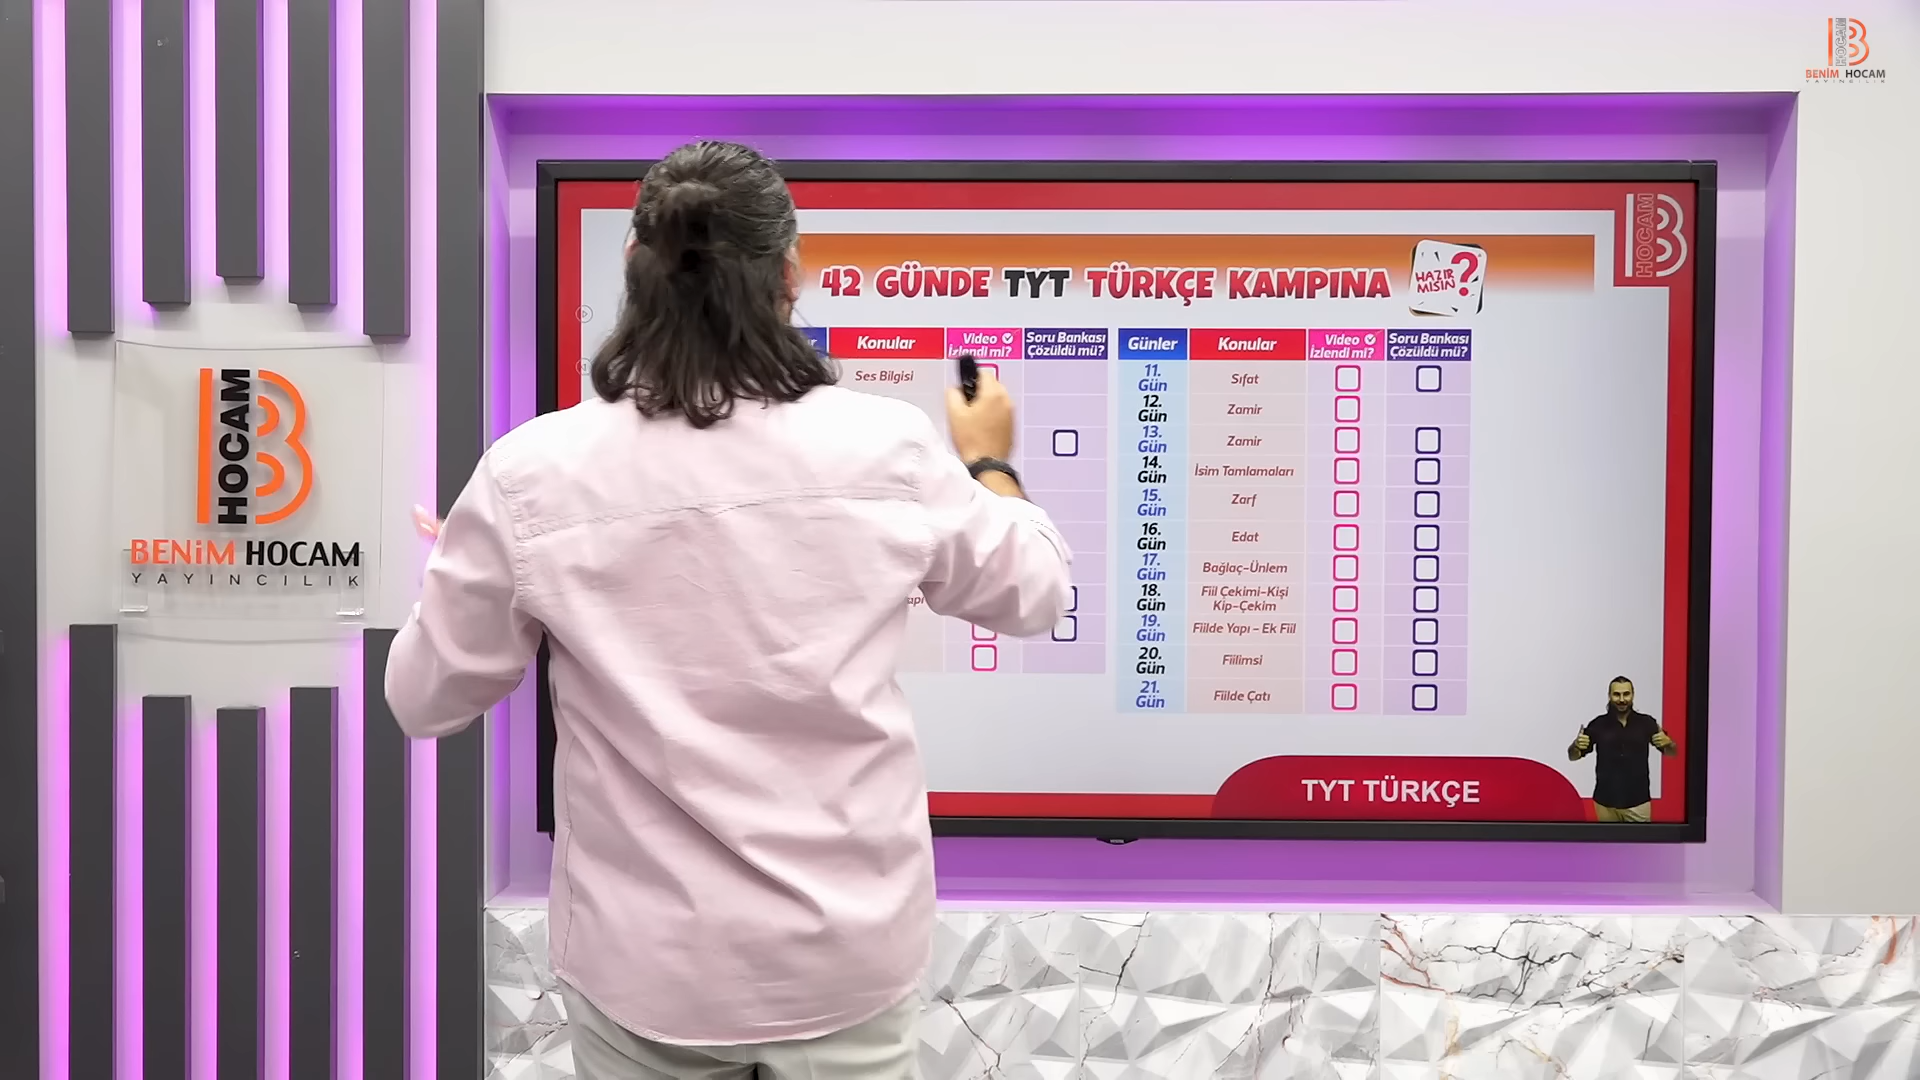 BENİM HOCAM
YAYINCILIK
HOCAM
BENİM HOCAM
YAYINCILIK
HOCAM
42 GÜNDE TYT TÜRKÇE KAMPINA
HAZIR MISIN?
Konular
Video İzlendi mi?
Soru Bankası Çözüldü mü?
Ses Bilgisi
Günler Konular Video İzlendi mi? Soru Bankası Çözüldü mü?
11. Gün Sıfat
12. Gün Zamir
13. Gün Zamir
14. Gün İsim Tamlamaları
15. Gün Zarf
16. Gün Edat
17. Gün Bağlaç-Ünlem
18. Gün Fiil Çekimi-Kişi Kip-Çekim
19. Gün Fiilde Yapı - Ek Fiil
20. Gün Fiilimsi
21. Gün Fiilde Çatı
TYT TÜRKÇE